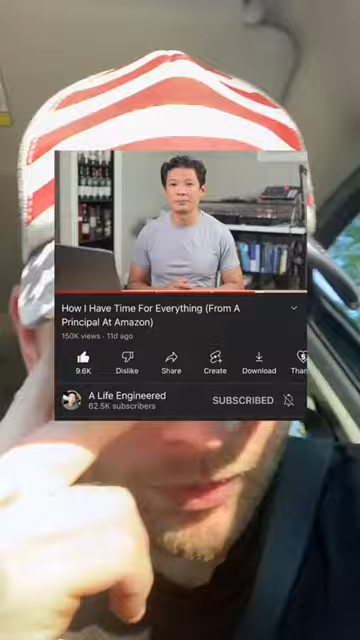 How I Have Time For Everything (From A
Principal At Amazon)
150K views · 11d ago
9.6K
Dislike
Share
Create
Download
Than
A Life Engineered
62.5K subscribers
SUBSCRIBED